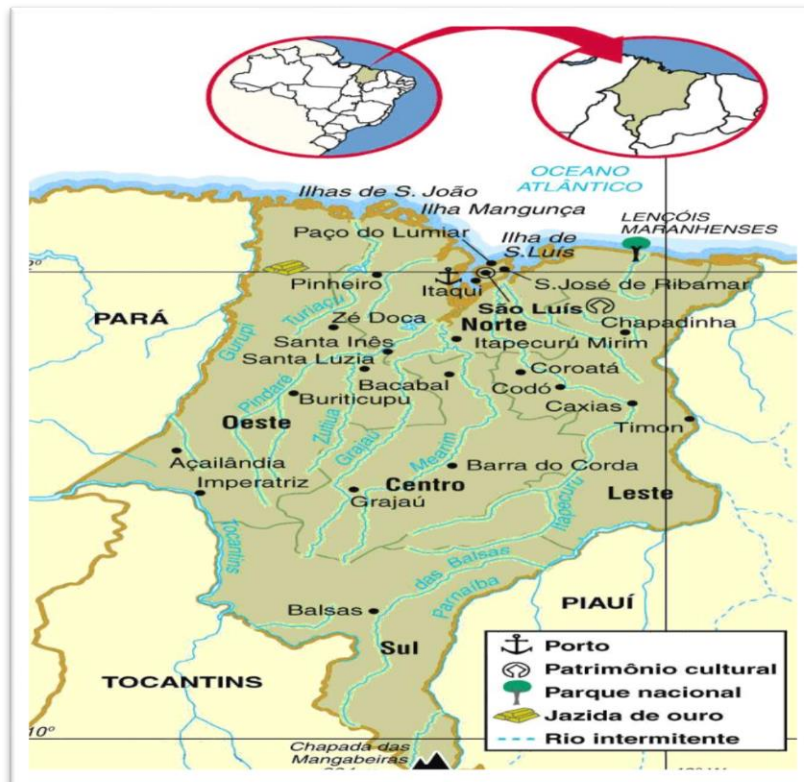 OCEANO
ATLÂNTICO
Ilhas de S. João
Ilha Mangunça
LENÇÓIS
MARANHENSES
Paço do Lumiar
Ilha de
S.Luís
Pinheiro
Itaqui
S.José de Ribamar
PARÁ
Turiaçú
Zé Doca
São Luís
Norte
Chapadinha
Gurupi
Santa Inês
Itapecurú Mirim
Santa Luzia
Coroatá
Pindaré
Bacabal
Codó
Buriticupu
Caxias
Oeste
Zutiua
Grajaú
Mearim
Timon
Açailândia
Barra do Corda
Imperatriz
Centro
Leste
Grajaú
Itapecurú
Tocantins
das Balsas
Parnaíba
Balsas
PIAUÍ
Sul
TOCANTINS
Porto
Patrimônio cultural
Parque nacional
Jazida de ouro
Rio intermitente
10º
Chapada das
Mangabeiras